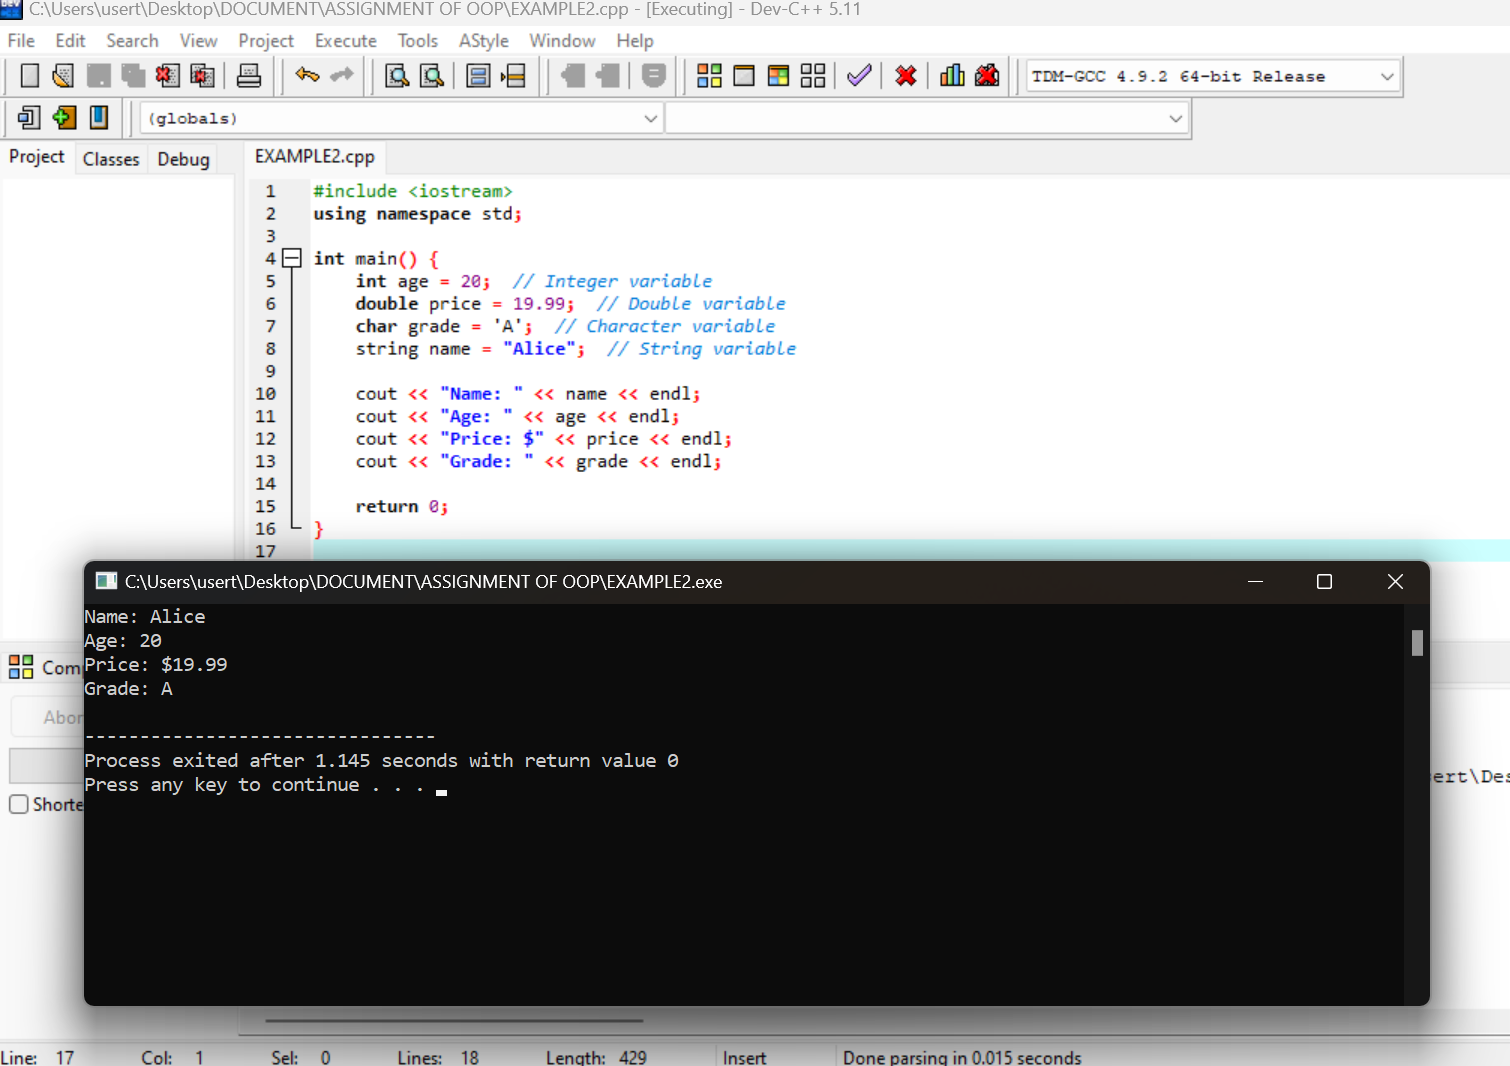 C:\Users\usert\Desktop\DOCUMENT\ASSIGNMENT OF OOP\EXAMPLE2.cpp - [Executing] - Dev-C++ 5.11
File Edit Search View Project Execute Tools AStyle Window Help
TDM-GCC 4.9.2 64-bit Release
(globals)
Project Classes Debug EXAMPLE2.cpp
1 #include <iostream>
2 using namespace std;
3
4 int main() {
5     int age = 20;  // Integer variable
6     double price = 19.99;  // Double variable
7     char grade = 'A';  // Character variable
8     string name = "Alice";  // String variable
9
10     cout << "Name: " << name << endl;
11     cout << "Age: " << age << endl;
12     cout << "Price: $" << price << endl;
13     cout << "Grade: " << grade << endl;
14
15     return 0;
16 }
17
C:\Users\usert\Desktop\DOCUMENT\ASSIGNMENT OF OOP\EXAMPLE2.exe
Name: Alice
Age: 20
Price: $19.99
Grade: A
--------------------------------
Process exited after 1.145 seconds with return value 0
Press any key to continue . . .
Com
Abor
Shorte
ert\Des
Line: 17 Col: 1 Sel: 0 Lines: 18 Length: 429 Insert Done parsing in 0.015 seconds